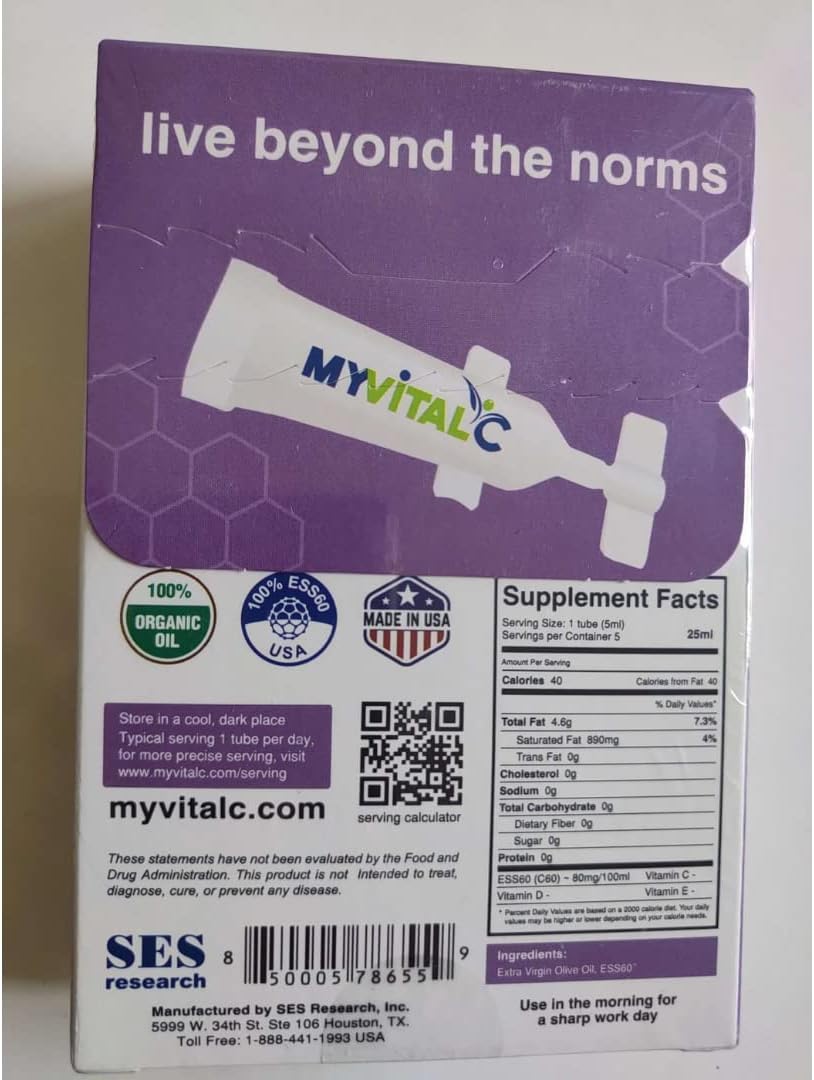 live beyond the norms
MYVITALC
100%
ORGANIC
OIL
100% ESS60
USA
MADE IN USA
Store in a cool, dark place
Typical serving 1 tube per day,
for more precise serving, visit
www.myvitalc.com/serving
myvitalc.com
serving calculator
These statements have not been evaluated by the Food and
Drug Administration. This product is not Intended to treat,
diagnose, cure, or prevent any disease.
SES
research
8 50005 78655 9
Manufactured by SES Research, Inc.
5999 W. 34th St. Ste 106 Houston, TX.
Toll Free: 1-888-441-1993 USA
Supplement Facts
Serving Size: 1 tube (5ml)
Servings per Container 5 25ml
Amount Per Serving
Calories 40 Calories from Fat 40
% Daily Values*
Total Fat 4.6g 7.3%
Saturated Fat 890mg 4%
Trans Fat 0g
Cholesterol 0g
Sodium 0g
Total Carbohydrate 0g
Dietary Fiber 0g
Sugar 0g
Protein 0g
ESS60 (C60) ~ 80mg/100ml Vitamin C -
Vitamin D - Vitamin E -
* Percent Daily Values are based on a 2000 calorie diet. Your daily
values may be higher or lower depending on your calorie needs.
Ingredients:
Extra Virgin Olive Oil, ESS60™
Use in the morning for
a sharp work day